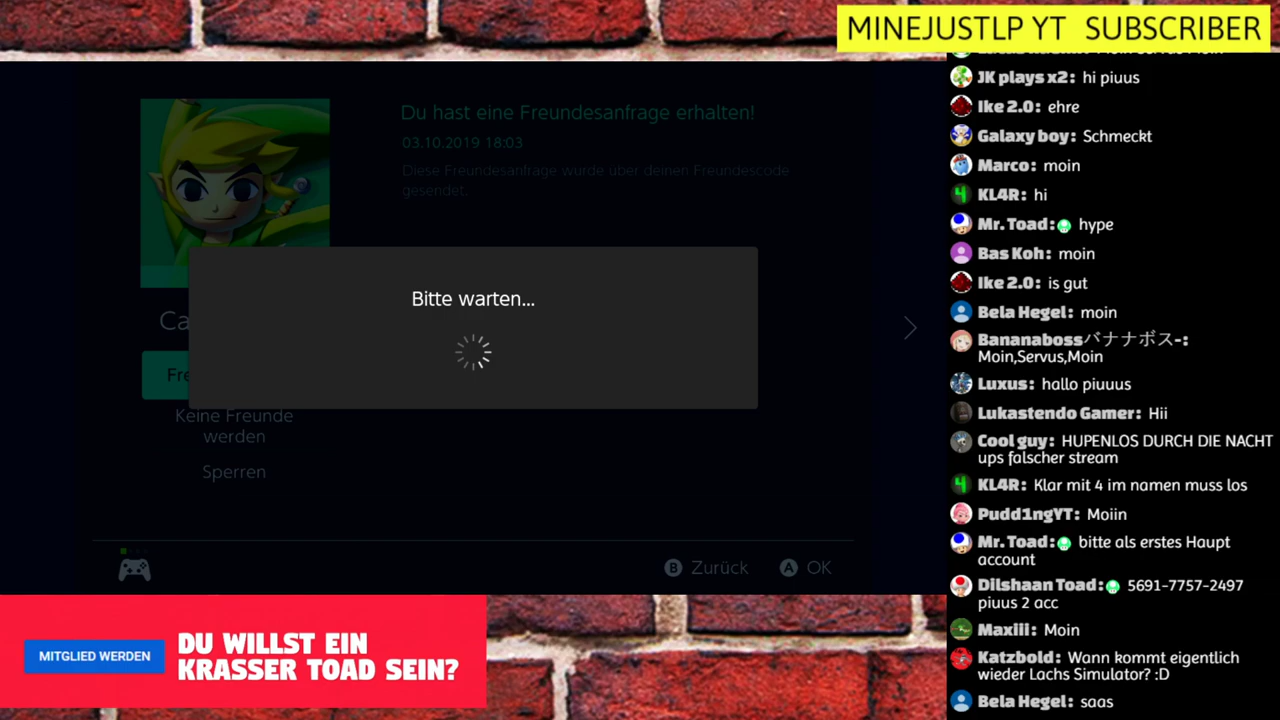 MINEJUSTLP YT SUBSCRIBER
Du hast eine Freundesanfrage erhalten!
03.10.2019 18:03
Diese Freundesanfrage wurde über deinen Freundescode
gesendet.
Bitte warten...
Ca
Fre
Keine Freunde
werden
Sperren
B Zurück A OK
MITGLIED WERDEN
DU WILLST EIN
KRASSER TOAD SEIN?
JK plays x2: hi piuus
Ike 2.0: ehre
Galaxy boy: Schmeckt
Marco: moin
KL4R: hi
Mr. Toad: hype
Bas Koh: moin
Ike 2.0: is gut
Bela Hegel: moin
Bananabossバナナボス-:
Moin,Servus,Moin
Luxus: hallo piuuus
Lukastendo Gamer: Hii
Cool guy: HUPENLOS DURCH DIE NACHT
ups falscher stream
KL4R: Klar mit 4 im namen muss los
Pudd1ngYT: Moiin
Mr. Toad: bitte als erstes Haupt
account
Dilshaan Toad: 5691-7757-2497
piuus 2 acc
Maxiii: Moin
Katzbold: Wann kommt eigentlich
wieder Lachs Simulator? :D
Bela Hegel: saas